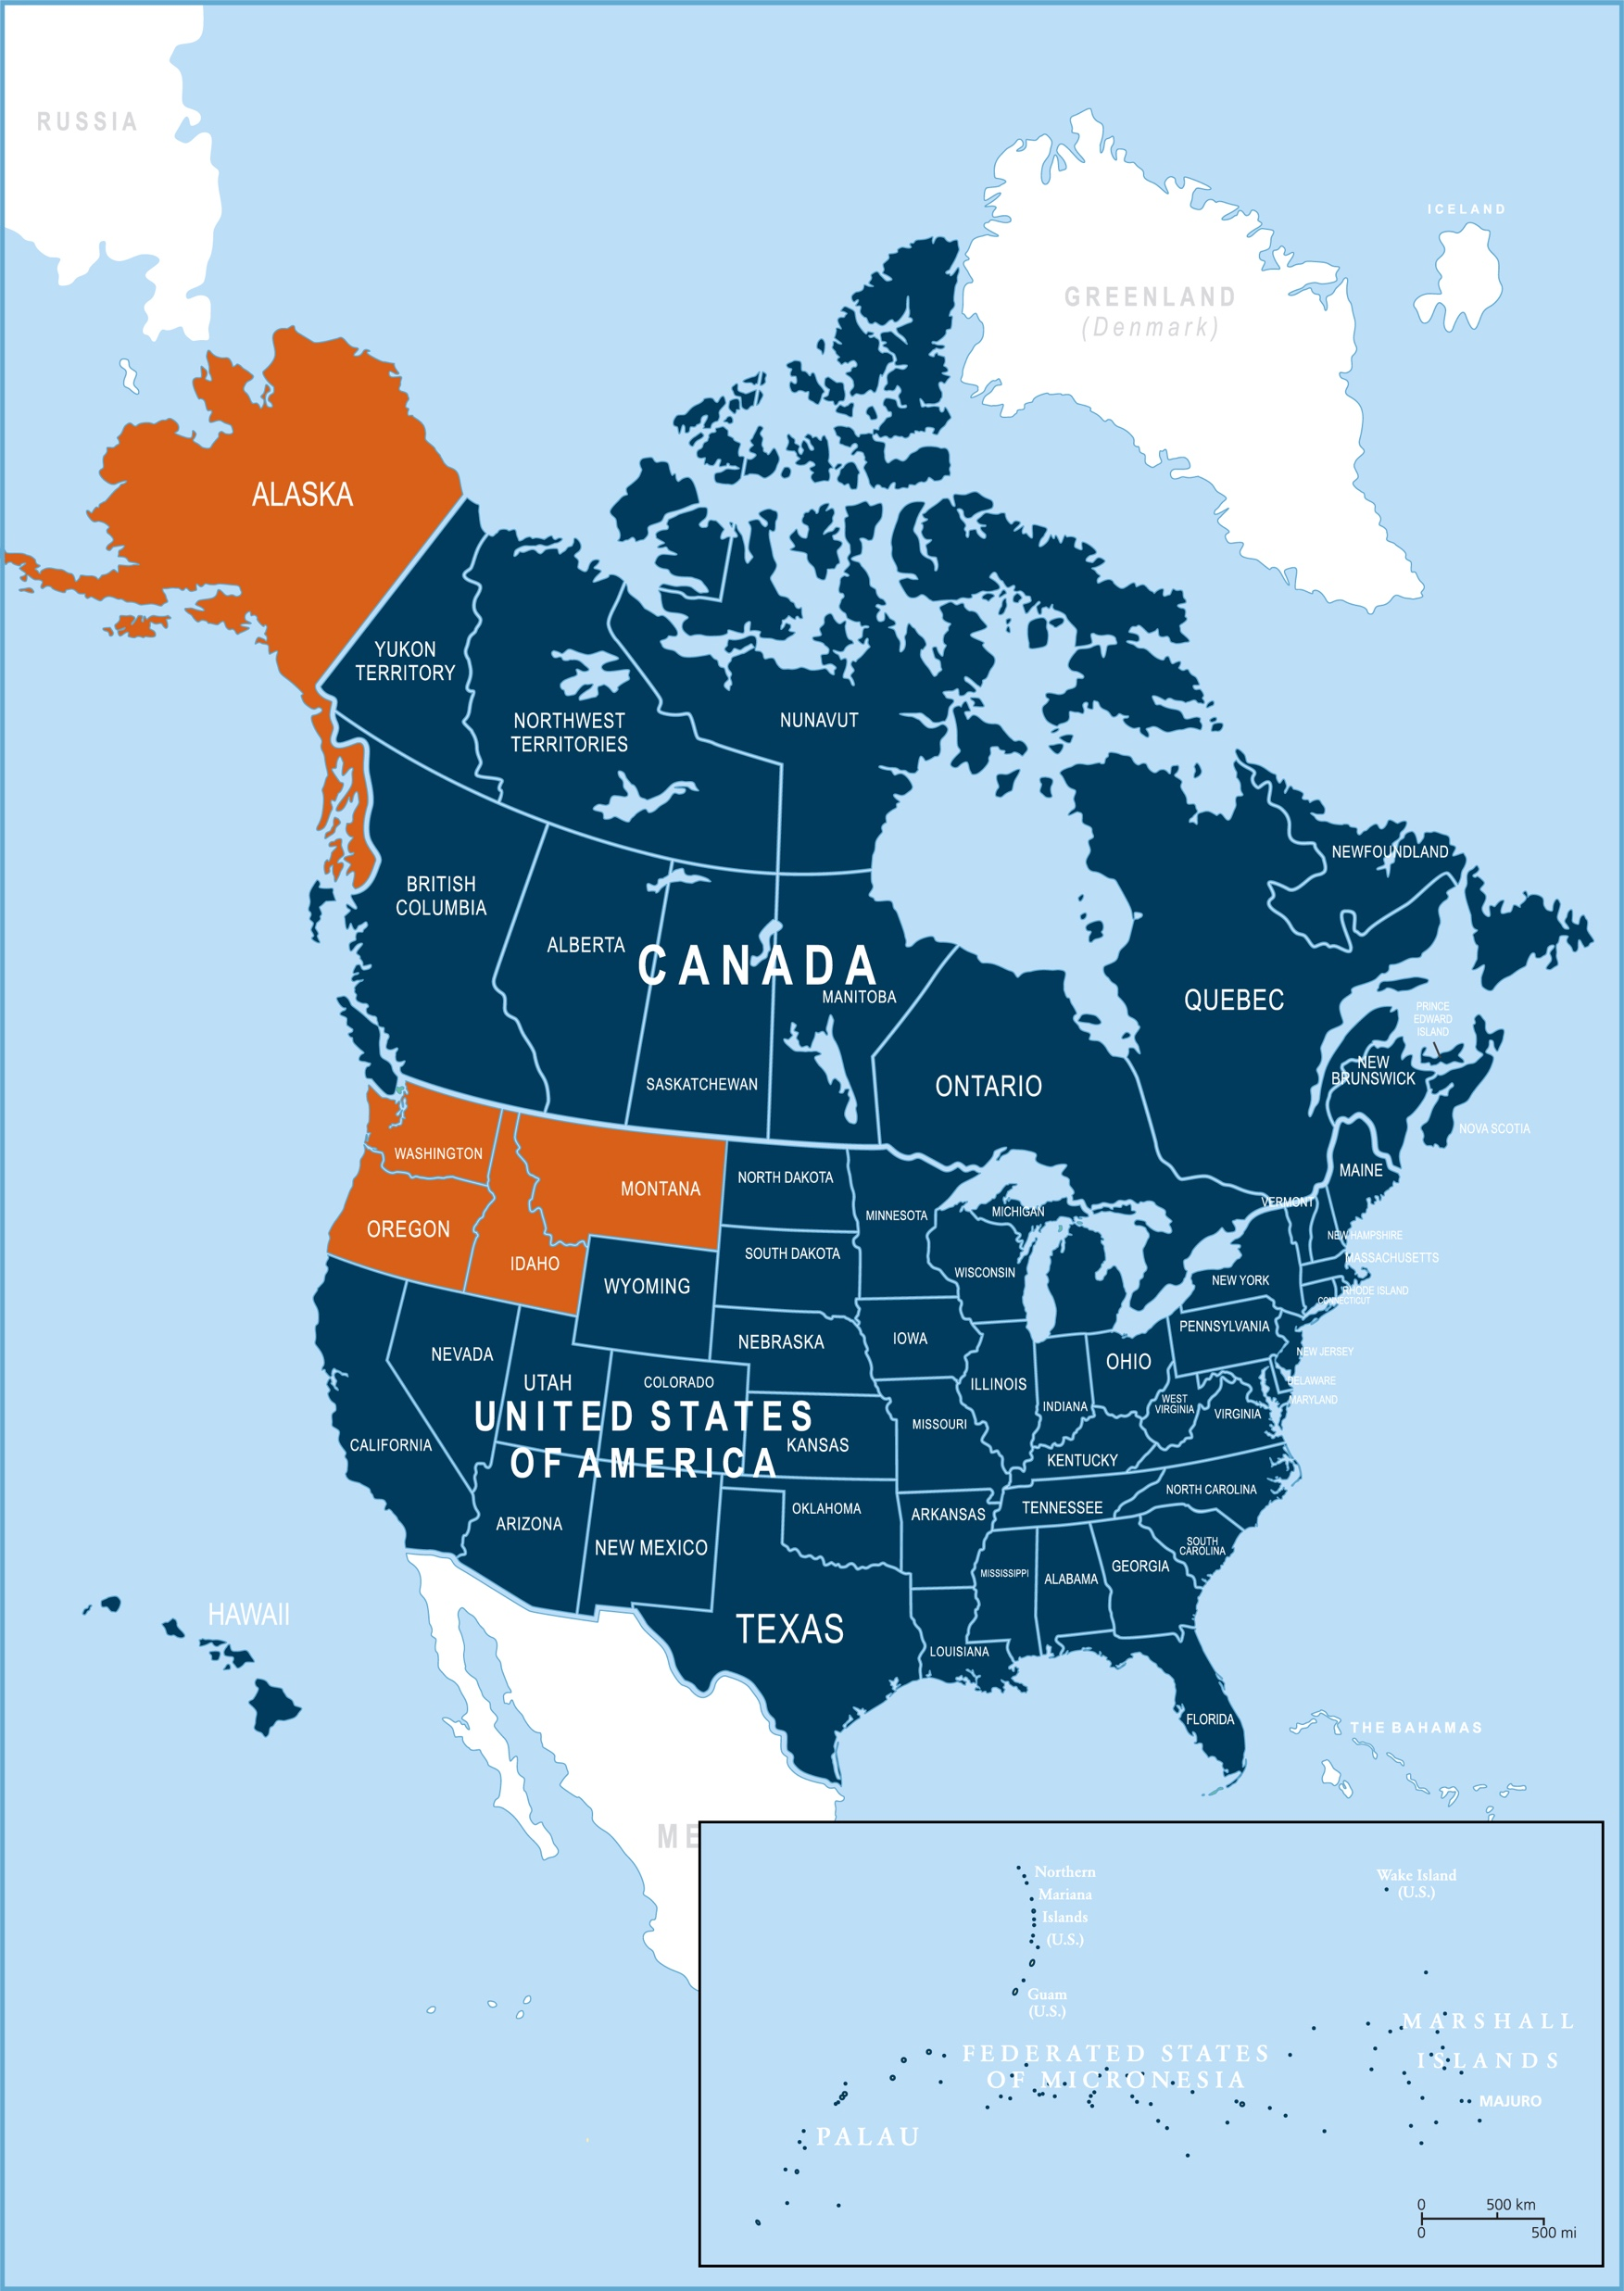 RUSSIA
ICELAND
GREENLAND
(Denmark)
ALASKA
YUKON
TERRITORY
NORTHWEST
TERRITORIES
NUNAVUT
NEWFOUNDLAND
BRITISH
COLUMBIA
ALBERTA
CANADA
MANITOBA
QUEBEC
PRINCE
EDWARD
ISLAND
NEW
BRUNSWICK
SASKATCHEWAN
ONTARIO
NOVA SCOTIA
WASHINGTON
MONTANA
NORTH DAKOTA
MAINE
OREGON
MINNESOTA
MICHIGAN
VERMONT
NEW HAMPSHIRE
IDAHO
SOUTH DAKOTA
MASSACHUSETTS
WYOMING
WISCONSIN
NEW YORK
RHODE ISLAND
CONNECTICUT
NEVADA
NEBRASKA
IOWA
PENNSYLVANIA
NEW JERSEY
UTAH
COLORADO
ILLINOIS
OHIO
DELAWARE
MARYLAND
UNITED STATES
OF AMERICA
INDIANA
WEST
VIRGINIA
VIRGINIA
CALIFORNIA
KANSAS
MISSOURI
KENTUCKY
ARIZONA
OKLAHOMA
ARKANSAS
TENNESSEE
NORTH CAROLINA
NEW MEXICO
MISSISSIPPI
ALABAMA
GEORGIA
SOUTH
CAROLINA
HAWAII
TEXAS
LOUISIANA
FLORIDA
THE BAHAMAS
ME
Northern
Mariana
Islands
(U.S.)
Wake Island
(U.S.)
Guam
(U.S.)
FEDERATED STATES
OF MICRONESIA
MARSHALL
ISLANDS
MAJURO
PALAU
0 500 km
0 500 mi